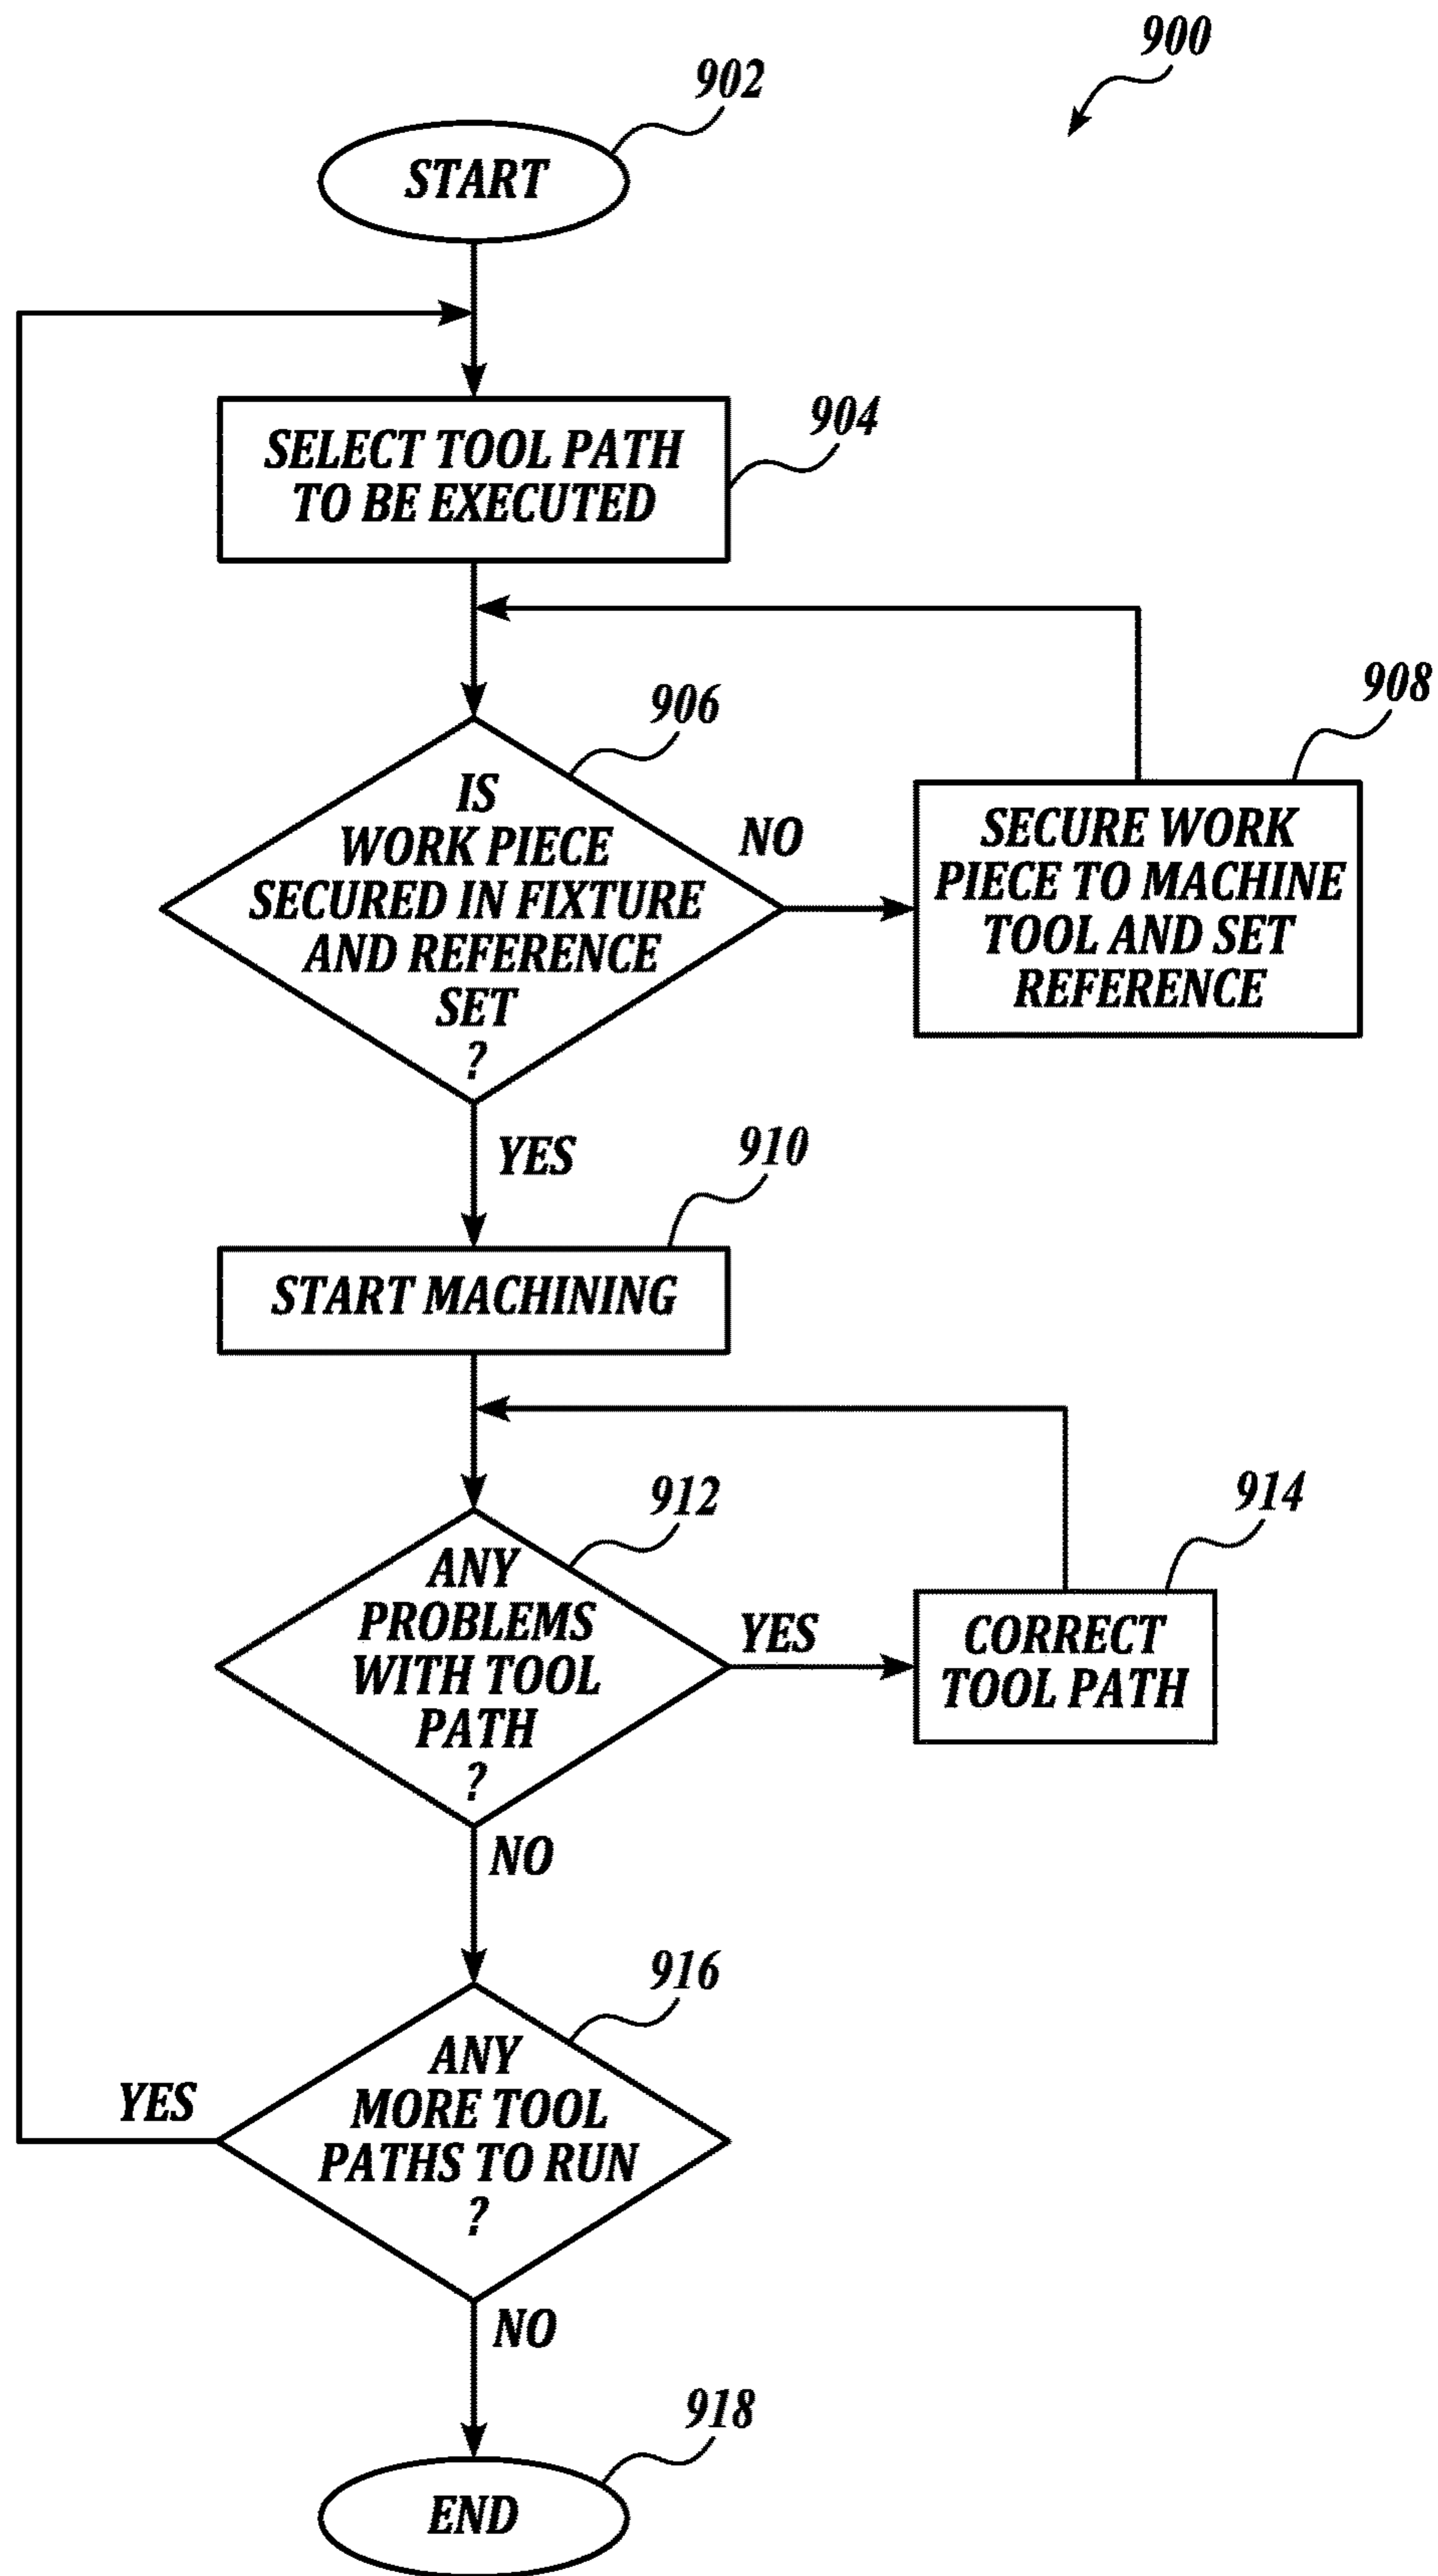 900
902
START
904
SELECT TOOL PATH
TO BE EXECUTED
906
908
IS
WORK PIECE
SECURED IN FIXTURE
AND REFERENCE
SET
?
NO
SECURE WORK
PIECE TO MACHINE
TOOL AND SET
REFERENCE
YES
910
START MACHINING
912
914
ANY
PROBLEMS
WITH TOOL
PATH
?
YES
CORRECT
TOOL PATH
NO
916
ANY
MORE TOOL
PATHS TO RUN
?
YES
NO
918
END